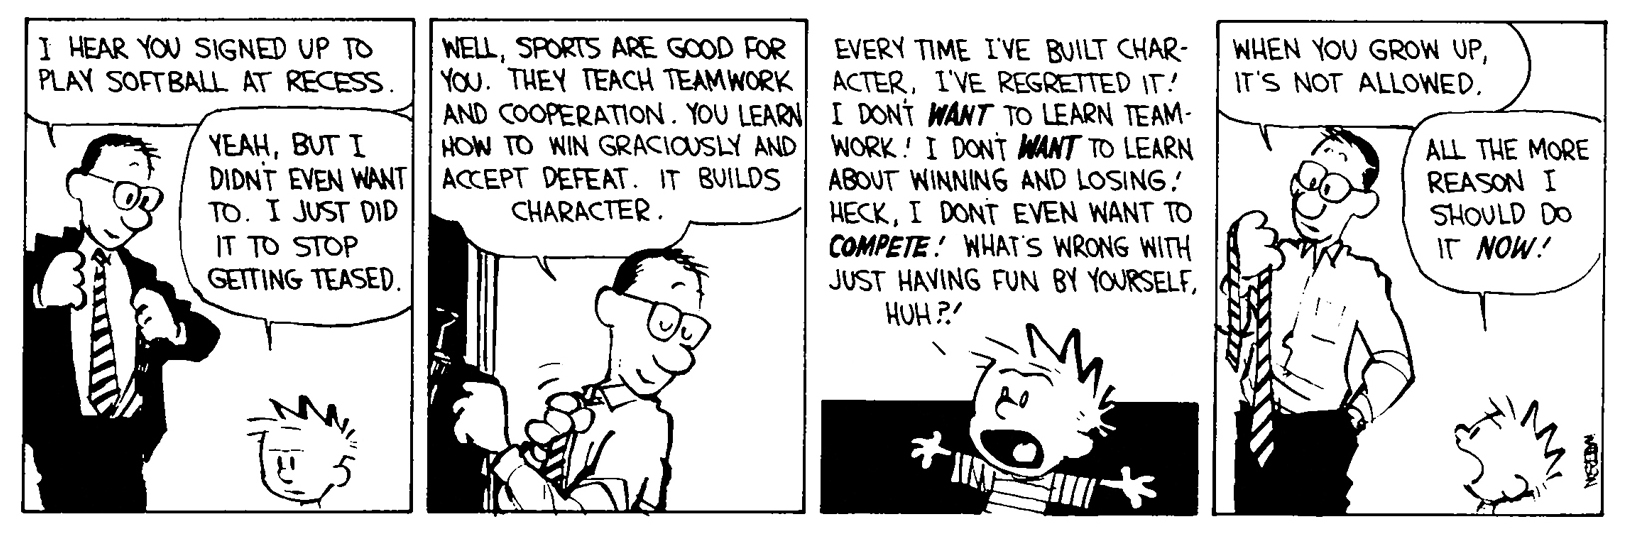 I HEAR YOU SIGNED UP TO
PLAY SOFTBALL AT RECESS.
YEAH, BUT I
DIDN'T EVEN WANT
TO. I JUST DID
IT TO STOP
GETTING TEASED.
WELL, SPORTS ARE GOOD FOR
YOU. THEY TEACH TEAMWORK
AND COOPERATION. YOU LEARN
HOW TO WIN GRACIOUSLY AND
ACCEPT DEFEAT. IT BUILDS
CHARACTER.
EVERY TIME I'VE BUILT CHAR-
ACTER, I'VE REGRETTED IT!
I DON'T WANT TO LEARN TEAM-
WORK! I DON'T WANT TO LEARN
ABOUT WINNING AND LOSING!
HECK, I DON'T EVEN WANT TO
COMPETE! WHAT'S WRONG WITH
JUST HAVING FUN BY YOURSELF,
HUH?!
WHEN YOU GROW UP,
IT'S NOT ALLOWED.
ALL THE MORE
REASON I
SHOULD DO
IT NOW!
WATTERSON